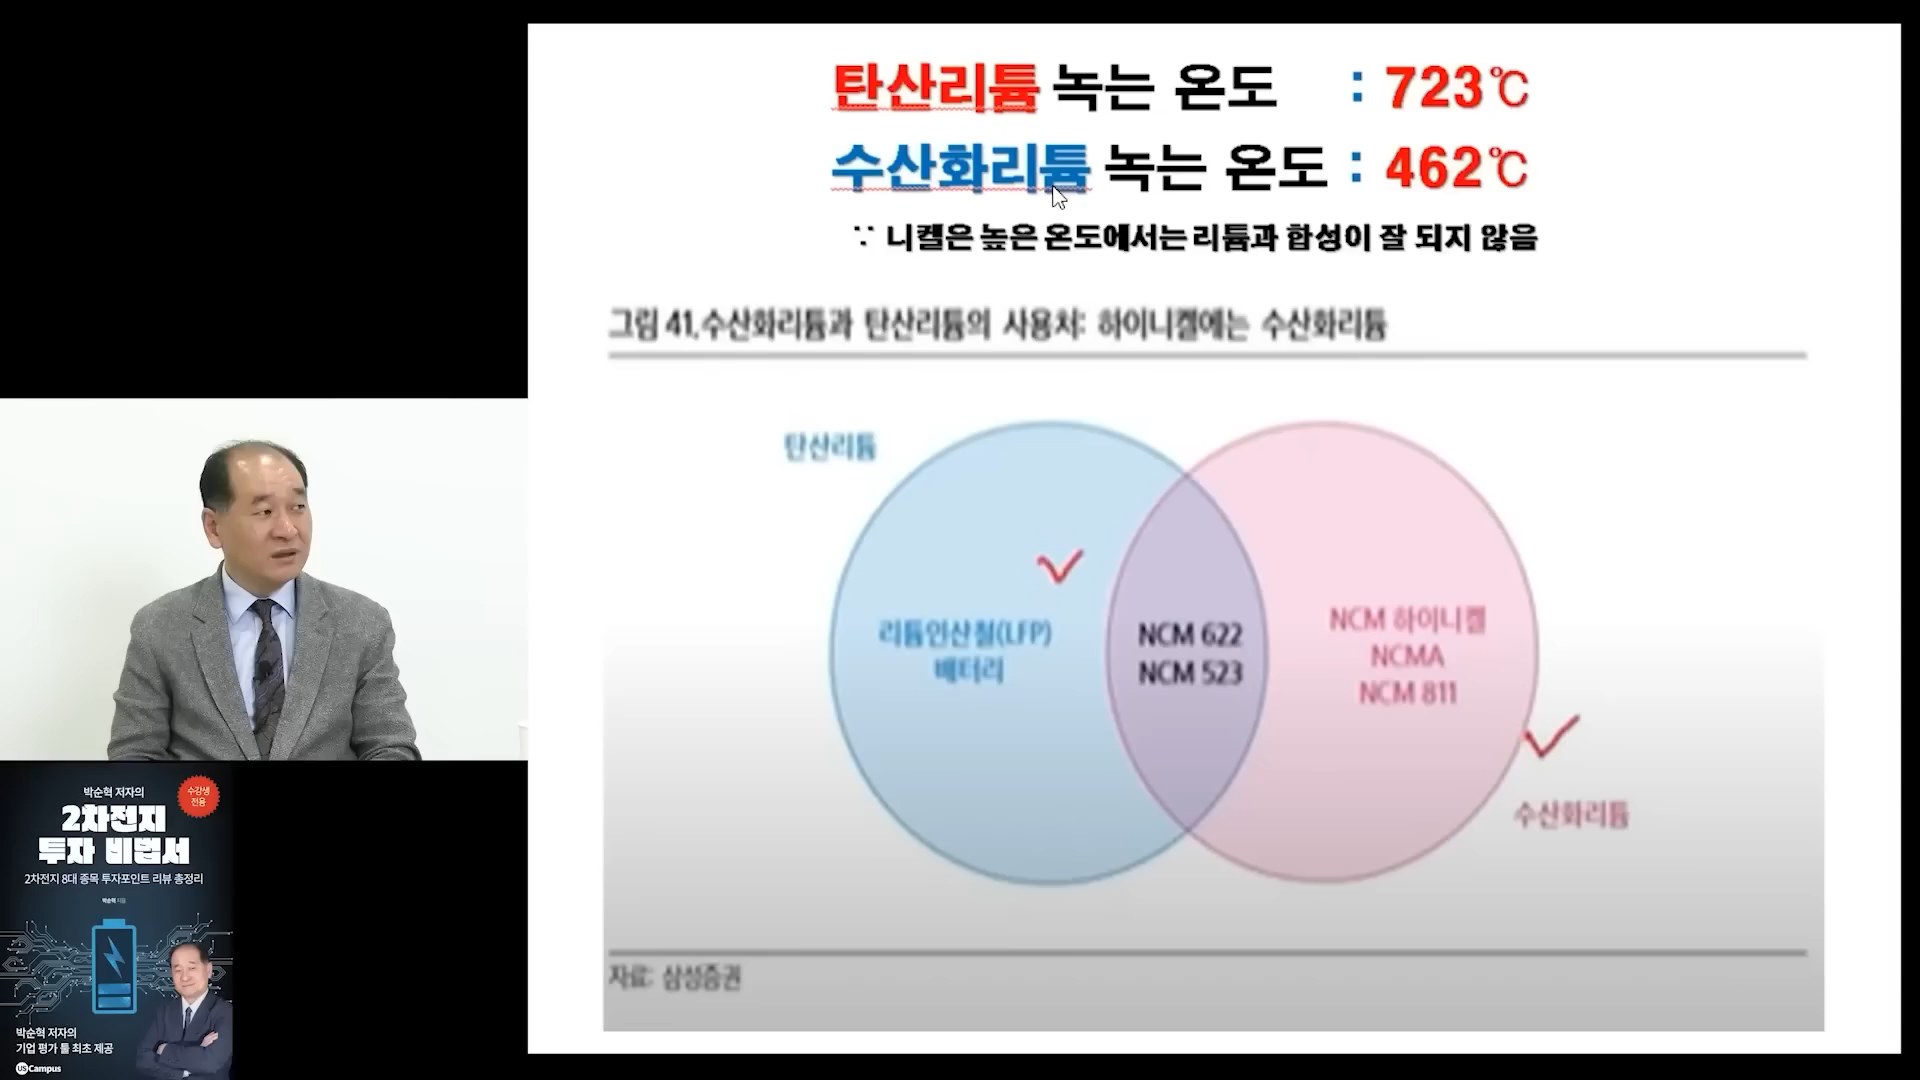 탄산리튬 녹는 온도 : 723℃
수산화리튬 녹는 온도 : 462℃
∵ 니켈은 높은 온도에서는 리튬과 합성이 잘 되지 않음
그림 41. 수산화리튬과 탄산리튬의 사용처: 하이니켈에는 수산화리튬
탄산리튬
리튬인산철(LFP)
배터리
NCM 622
NCM 523
NCM 하이니켈
NCMA
NCM 811
수산화리튬
자료: 삼성증권
박순혁 저자의
수강생
전용
2차전지
투자 비법서
2차전지 8대 종목 투자포인트 리뷰 총정리
박순혁 지음
박순혁 저자의
기업 평가 툴 최초 제공
US Campus